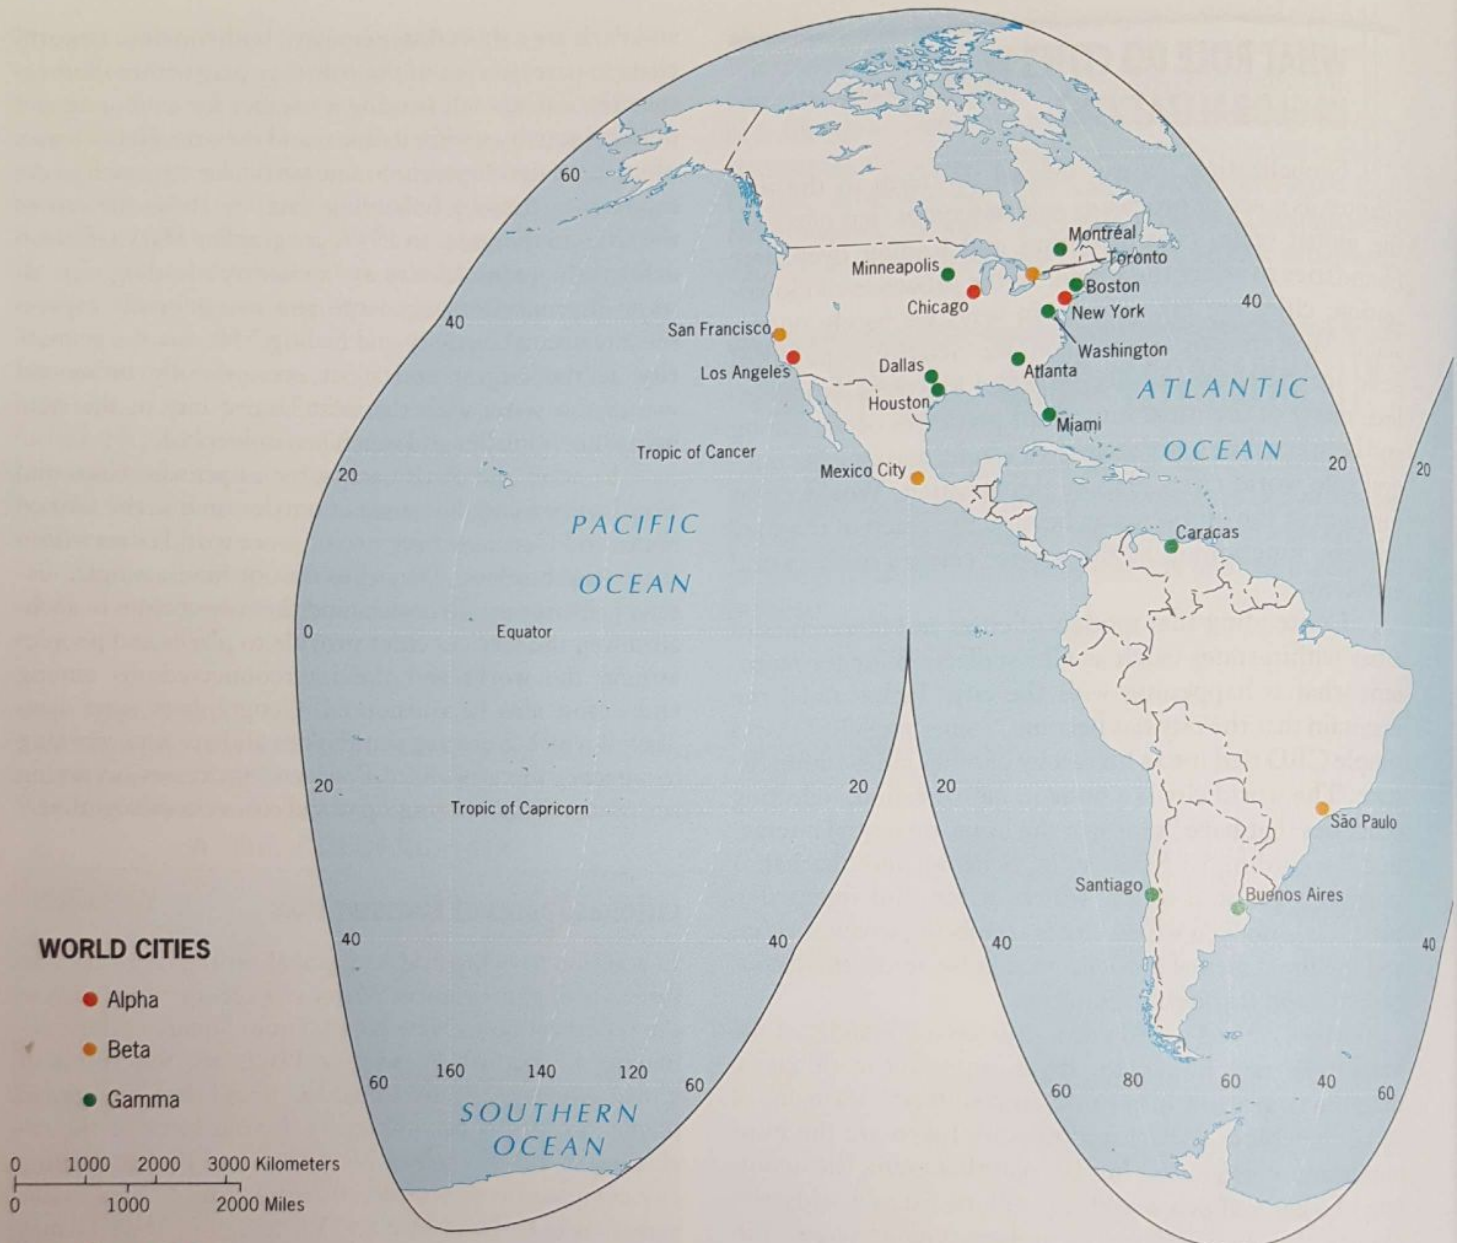 60
Montréal
Toronto
Minneapolis
Boston
Chicago
New York
40
40
San Francisco
Washington
Los Angeles
Dallas
Atlanta
Houston
Miami
ATLANTIC
OCEAN
Tropic of Cancer
20
Mexico City
20
20
PACIFIC
OCEAN
Caracas
0
Equator
20
Tropic of Capricorn
20
20
São Paulo
Santiago
Buenos Aires
40
40
40
40
WORLD CITIES
Alpha
Beta
Gamma
60
160
140
120
60
60
80
60
40
60
SOUTHERN
OCEAN
0 1000 2000 3000 Kilometers
0 1000 2000 Miles